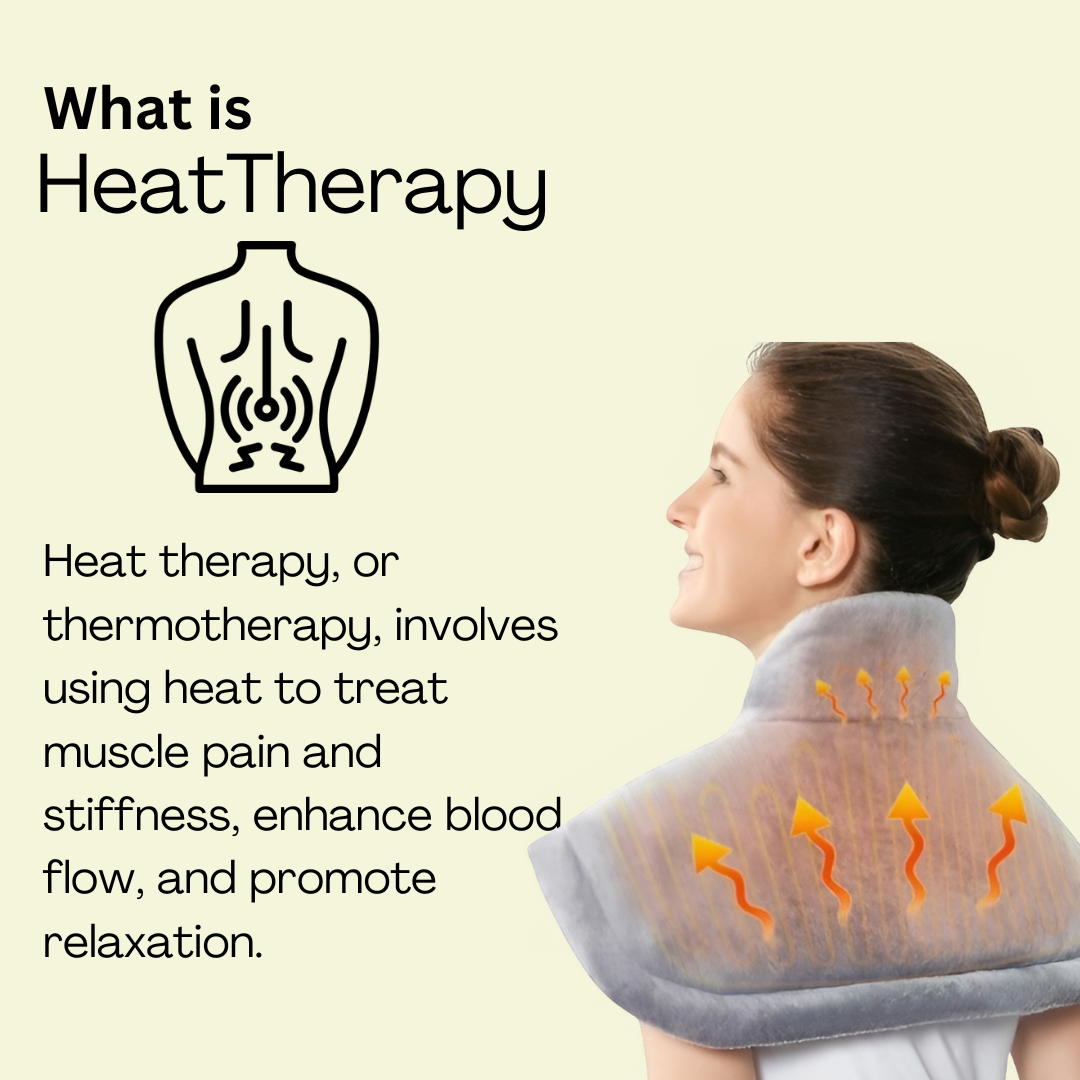 What is
HeatTherapy
Heat therapy, or
thermotherapy, involves
using heat to treat
muscle pain and
stiffness, enhance blood
flow, and promote
relaxation.